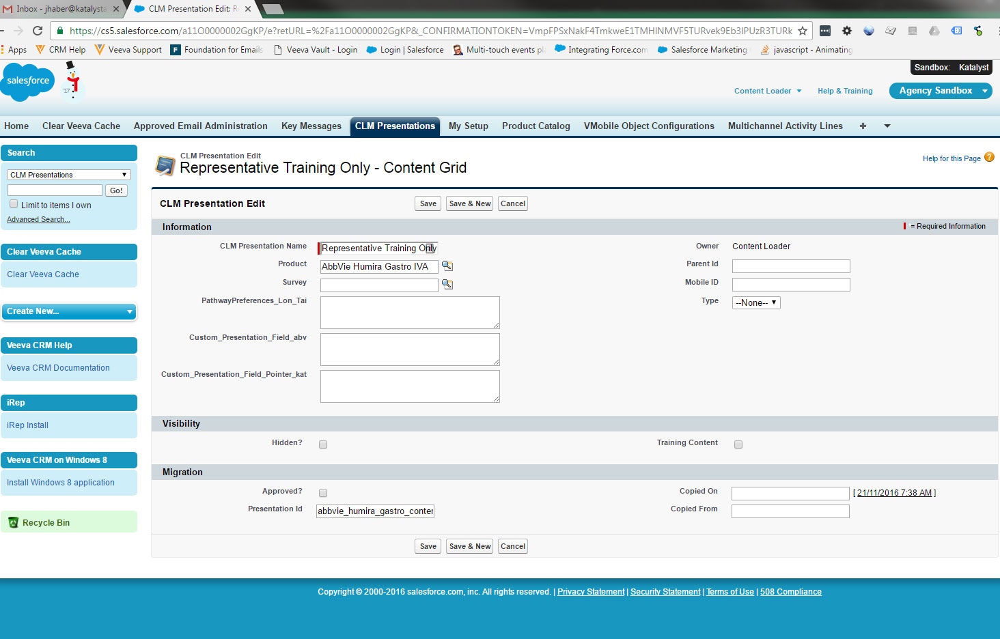 Inbox - jhaber@katalysta
CLM Presentation Edit: R
https://cs5.salesforce.com/a11O0000002GgKP/e?retURL=%2Fa11O0000002GgKP&_CONFIRMATIONTOKEN=VmpFPSxNakF4TmkweE1TMHlNMVF5TURvek9Eb3lPUzR3TURk
Apps CRM Help Veeva Support F Foundation for Emails Veeva Vault - Login Login | Salesforce Multi-touch events pl Integrating Force.com Salesforce Marketing javascript - Animating
salesforce
'17
Sandbox: Katalyst
Content Loader Help & Training Agency Sandbox
Home Clear Veeva Cache Approved Email Administration Key Messages CLM Presentations My Setup Product Catalog VMobile Object Configurations Multichannel Activity Lines +
Search
CLM Presentations
Go!
Limit to items I own
Advanced Search...
Clear Veeva Cache
Clear Veeva Cache
Create New...
Veeva CRM Help
Veeva CRM Documentation
iRep
iRep Install
Veeva CRM on Windows 8
Install Windows 8 application
Recycle Bin
CLM Presentation Edit
Representative Training Only - Content Grid
Help for this Page ?
CLM Presentation Edit Save Save & New Cancel
Information = Required Information
CLM Presentation Name Representative Training Only Owner Content Loader
Product AbbVie Humira Gastro IVA Parent Id
Survey Mobile ID
PathwayPreferences_Lon_Tai Type --None--
Custom_Presentation_Field_abv
Custom_Presentation_Field_Pointer_kat
Visibility
Hidden? Training Content
Migration
Approved? Copied On [ 21/11/2016 7:38 AM ]
Presentation Id abbvie_humira_gastro_conter Copied From
Save Save & New Cancel
Copyright © 2000-2016 salesforce.com, inc. All rights reserved. | Privacy Statement | Security Statement | Terms of Use | 508 Compliance